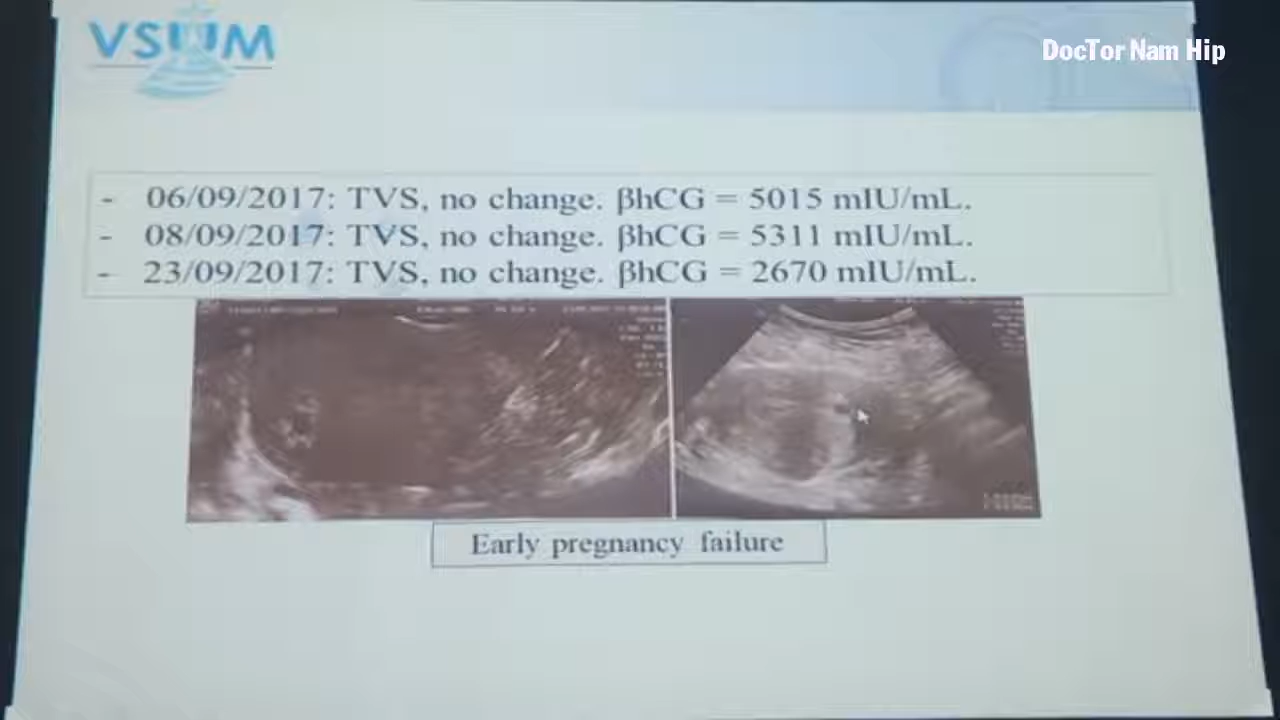 VSUM
DocTor Nam Hip
- 06/09/2017: TVS, no change. βhCG = 5015 mIU/mL.
- 08/09/2017: TVS, no change. βhCG = 5311 mIU/mL.
- 23/09/2017: TVS, no change. βhCG = 2670 mIU/mL.
Early pregnancy failure